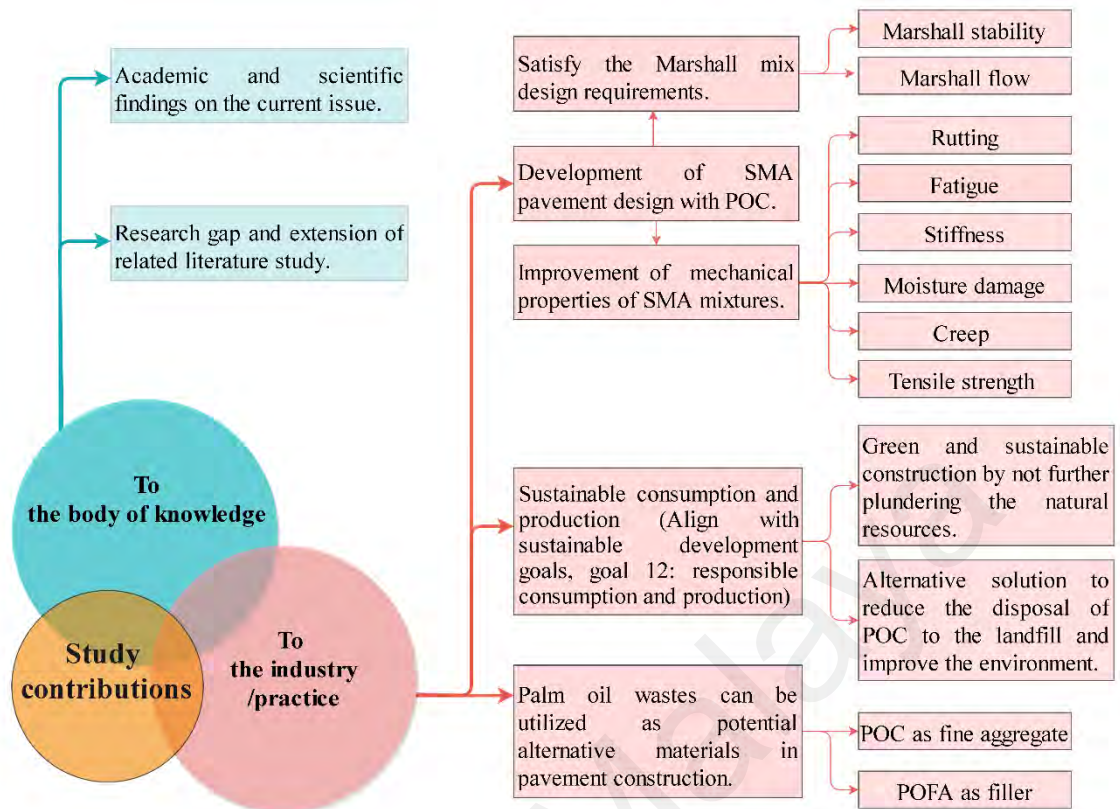 Academic and scientific
findings on the current issue.
Research gap and extension of
related literature study.
To
the body of knowledge
Study
contributions
To
the industry
/practice
Satisfy the Marshall mix
design requirements.
Marshall stability
Marshall flow
Development of SMA
pavement design with POC.
Improvement of mechanical
properties of SMA mixtures.
Rutting
Fatigue
Stiffness
Moisture damage
Creep
Tensile strength
Sustainable consumption and
production (Align with
sustainable development
goals, goal 12: responsible
consumption and production)
Green and sustainable
construction by not further
plundering the natural
resources.
Alternative solution to
reduce the disposal of
POC to the landfill and
improve the environment.
Palm oil wastes can be
utilized as potential
alternative materials in
pavement construction.
POC as fine aggregate
POFA as filler
Malaya